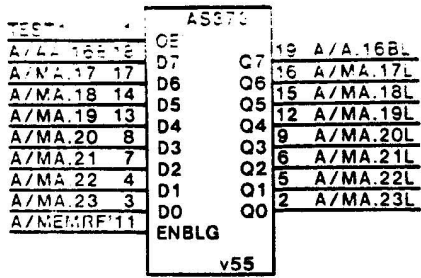 AS373
TEST* 1 OE
A/AA.16B 18 D7 Q7 19 A/A.16BL
A/MA.17 17 D6 Q6 16 A/MA.17L
A/MA.18 14 D5 Q5 15 A/MA.18L
A/MA.19 13 D4 Q4 12 A/MA.19L
A/MA.20 8 D3 Q3 9 A/MA.20L
A/MA.21 7 D2 Q2 6 A/MA.21L
A/MA.22 4 D1 Q1 5 A/MA.22L
A/MA.23 3 D0 Q0 2 A/MA.23L
A/MEMRF' 11 ENBLG
v55